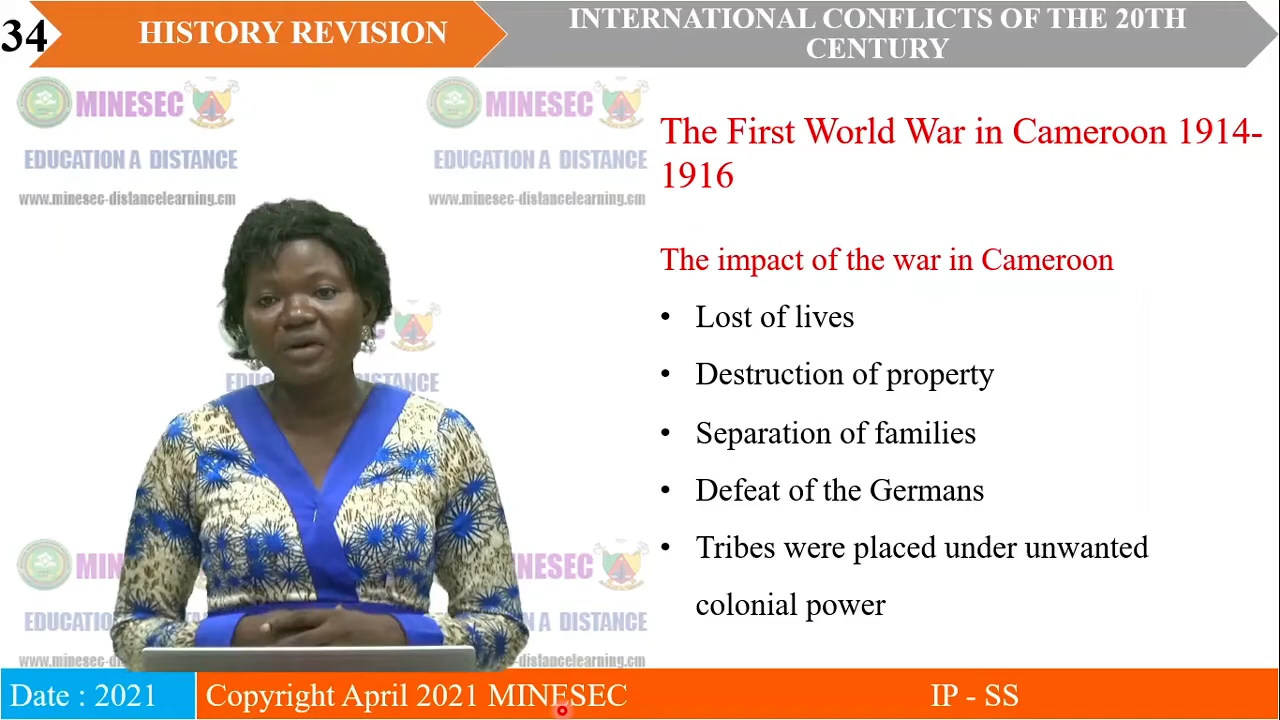 34
HISTORY REVISION
INTERNATIONAL CONFLICTS OF THE 20TH
CENTURY
MINESEC
MINESEC
EDUCATION A DISTANCE
EDUCATION A DISTANCE
www.minesec-distancelearning.cm
www.minesec-distancelearning.cm
The First World War in Cameroon 1914-
1916
The impact of the war in Cameroon
• Lost of lives
• Destruction of property
• Separation of families
• Defeat of the Germans
• Tribes were placed under unwanted
colonial power
Date : 2021
Copyright April 2021 MINESEC
IP - SS